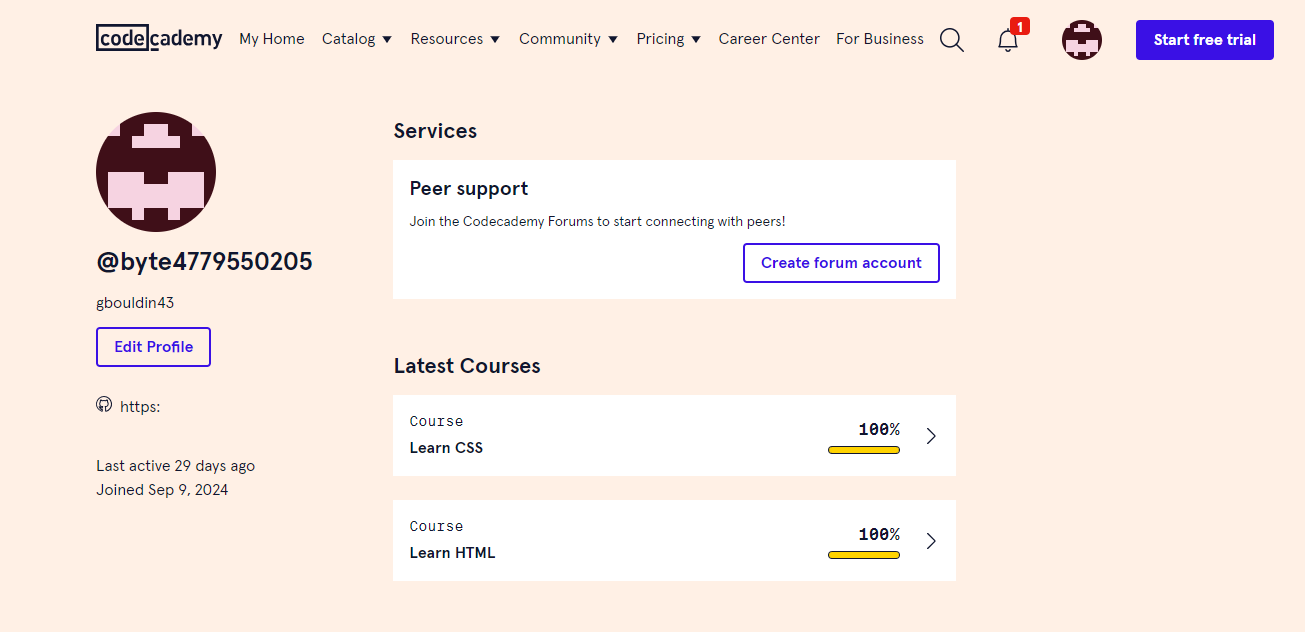 codecademy My Home Catalog Resources Community Pricing Career Center For Business 1 Start free trial
@byte4779550205
gbouldin43
Edit Profile
https:
Last active 29 days ago
Joined Sep 9, 2024
Services
Peer support
Join the Codecademy Forums to start connecting with peers!
Create forum account
Latest Courses
Course
Learn CSS
100%
Course
Learn HTML
100%